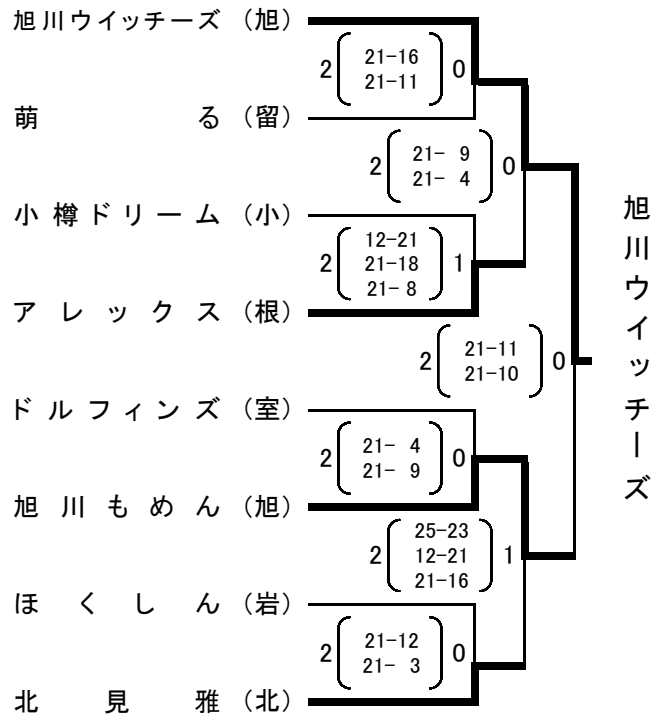 旭川ウイッチーズ（旭）
2 21-16 0
21-11
萌る（留）
2 21- 9 0
21- 4
小樽ドリーム（小）
2 12-21 1
21-18
21- 8
アレックス（根）
2 21-11 0
21-10
ドルフィンズ（室）
2 21- 4 0
21- 9
旭川もめん（旭）
2 25-23 1
12-21
21-16
ほくしん（岩）
2 21-12 0
21- 3
北見雅（北）
旭川ウイッチーズ